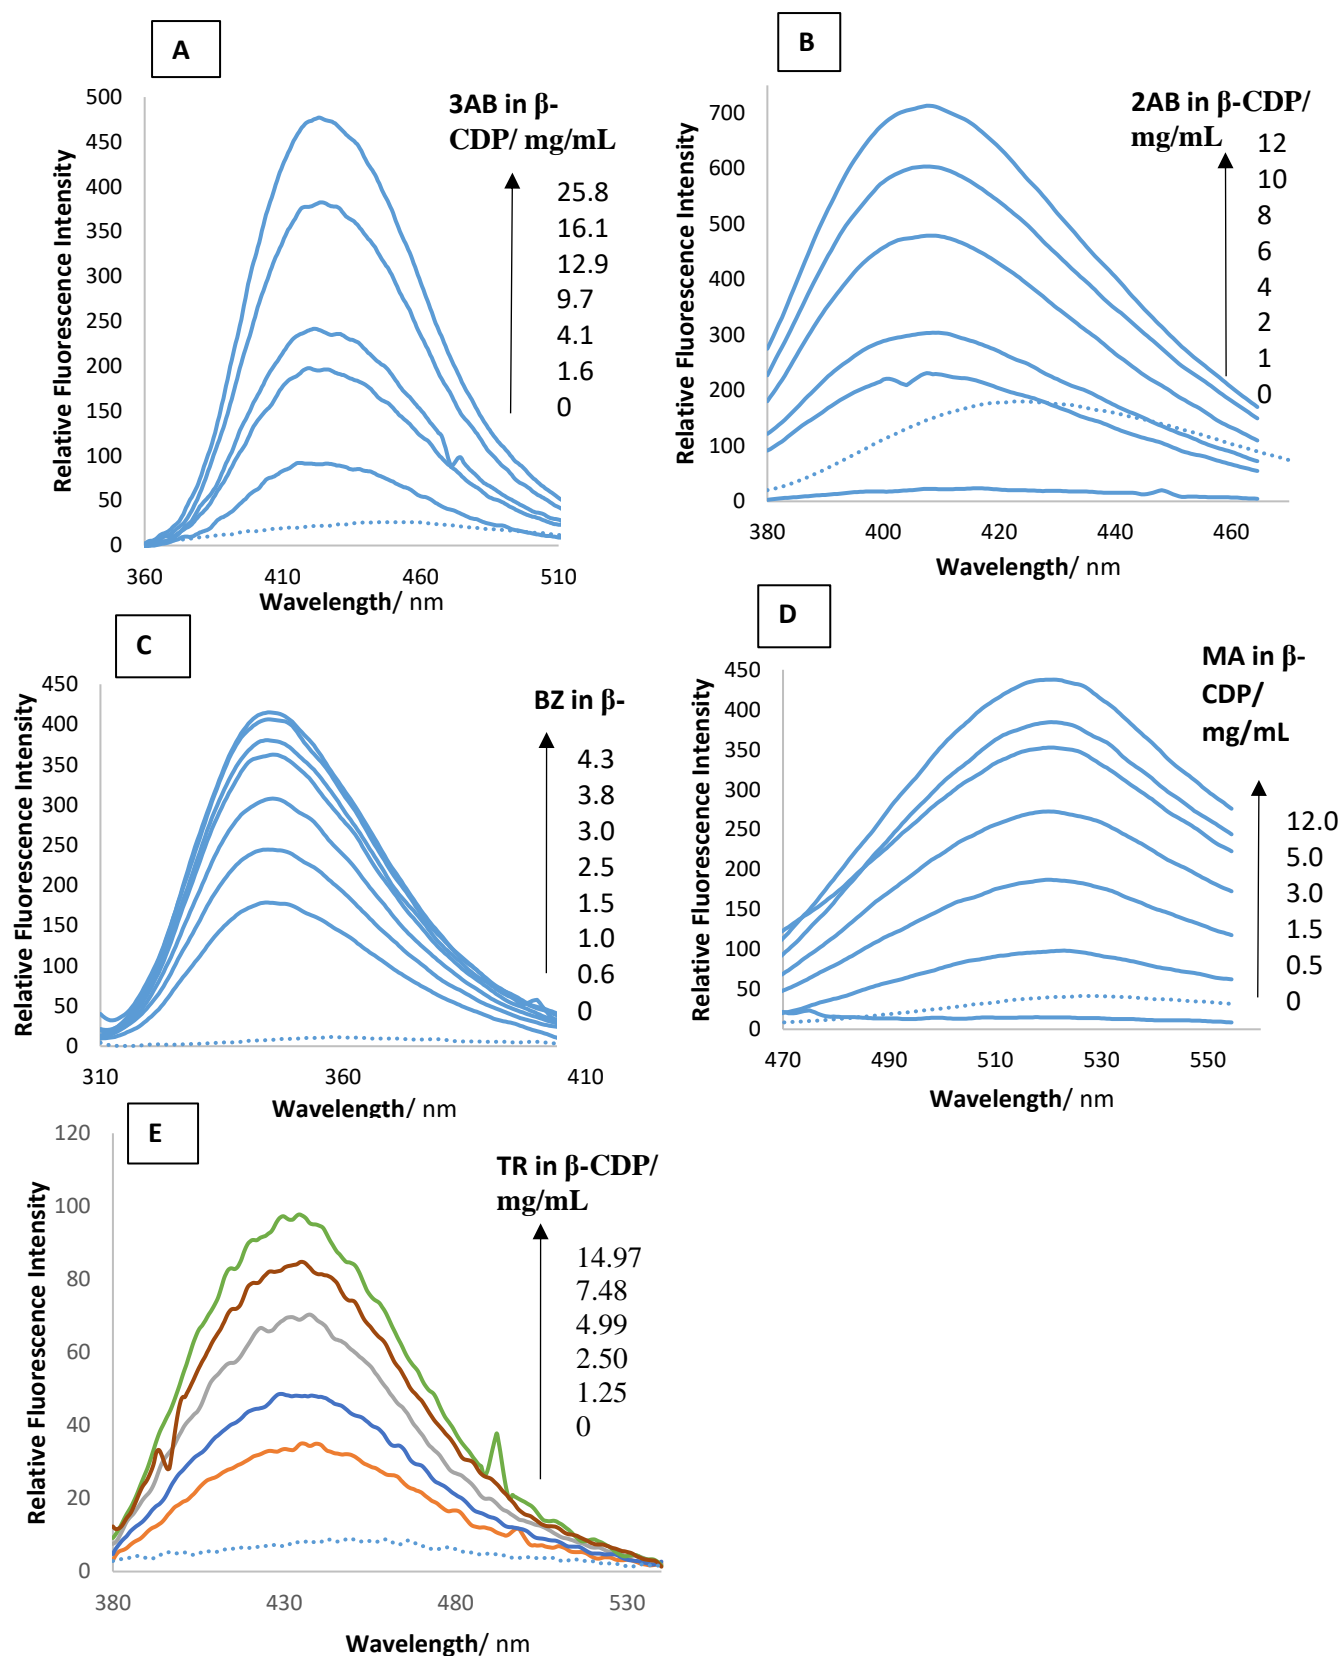 A
3AB in β-
CDP/ mg/mL
25.8
16.1
12.9
9.7
4.1
1.6
0
Relative Fluorescence Intensity
500
450
400
350
300
250
200
150
100
50
0
360 410 460 510
Wavelength/ nm
B
2AB in β-CDP/
mg/mL
12
10
8
6
4
2
1
0
Relative Fluorescence Intensity
700
600
500
400
300
200
100
0
380 400 420 440 460
Wavelength/ nm
C
BZ in β-
4.3
3.8
3.0
2.5
1.5
1.0
0.6
0
Relative Fluorescence Intensity
450
400
350
300
250
200
150
100
50
0
310 360 410
Wavelength/ nm
D
MA in β-
CDP/
mg/mL
12.0
5.0
3.0
1.5
0.5
0
Relative Fluorescence Intensity
450
400
350
300
250
200
150
100
50
0
470 490 510 530 550
Wavelength/ nm
E
TR in β-CDP/
mg/mL
14.97
7.48
4.99
2.50
1.25
0
Relative Fluorescence Intensity
120
100
80
60
40
20
0
380 430 480 530
Wavelength/ nm